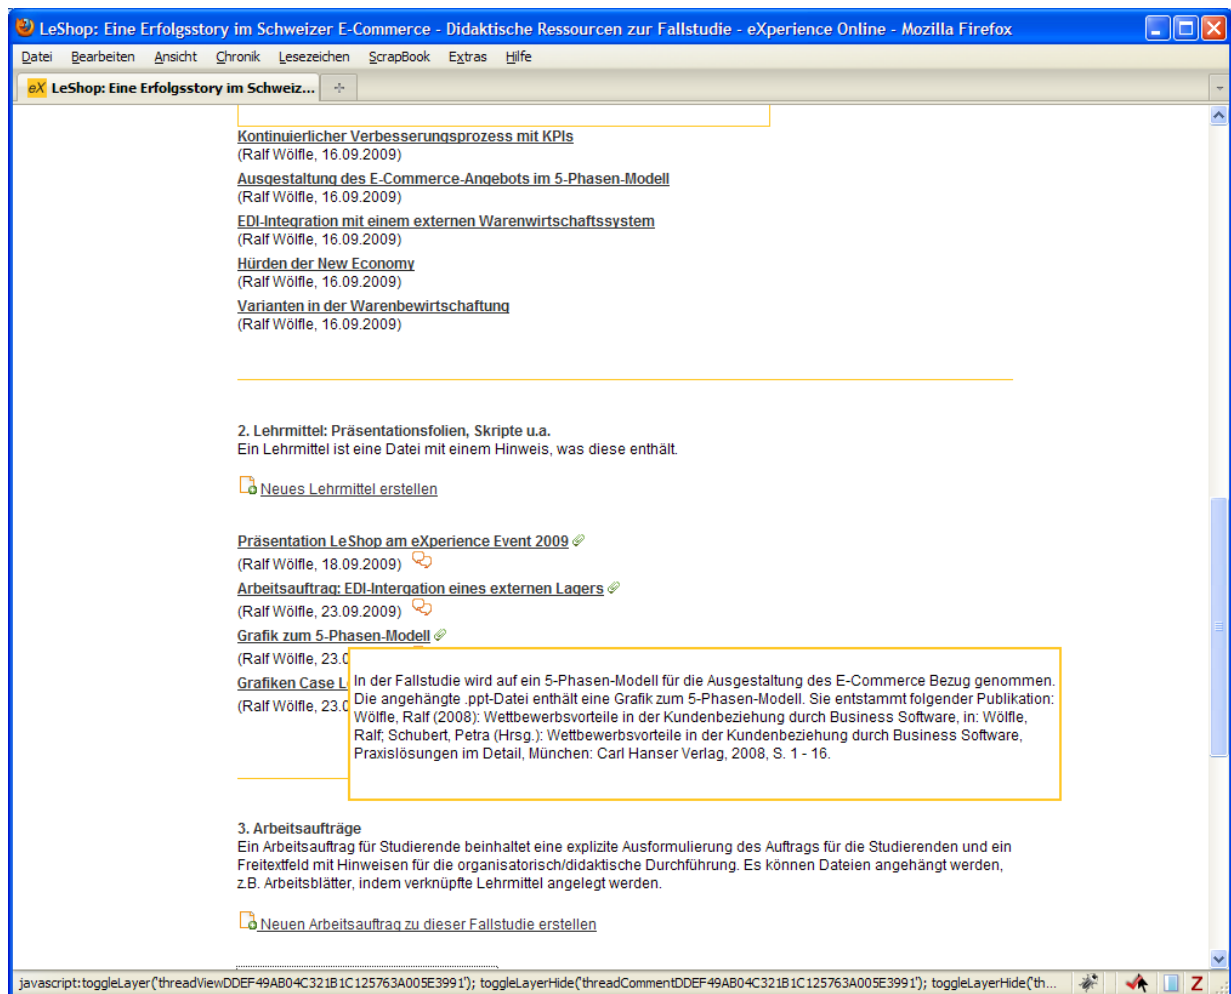 LeShop: Eine Erfolgsstory im Schweizer E-Commerce - Didaktische Ressourcen zur Fallstudie - eXperience Online - Mozilla Firefox
Datei Bearbeiten Ansicht Chronik Lesezeichen ScrapBook Extras Hilfe
eX LeShop: Eine Erfolgsstory im Schweiz...
Kontinuierlicher Verbesserungsprozess mit KPIs
(Ralf Wölfle, 16.09.2009)
Ausgestaltung des E-Commerce-Angebots im 5-Phasen-Modell
(Ralf Wölfle, 16.09.2009)
EDI-Integration mit einem externen Warenwirtschaftssystem
(Ralf Wölfle, 16.09.2009)
Hürden der New Economy
(Ralf Wölfle, 16.09.2009)
Varianten in der Warenbewirtschaftung
(Ralf Wölfle, 16.09.2009)
2. Lehrmittel: Präsentationsfolien, Skripte u.a.
Ein Lehrmittel ist eine Datei mit einem Hinweis, was diese enthält.
Neues Lehrmittel erstellen
Präsentation LeShop am eXperience Event 2009
(Ralf Wölfle, 18.09.2009)
Arbeitsauftrag: EDI-Intergation eines externen Lagers
(Ralf Wölfle, 23.09.2009)
Grafik zum 5-Phasen-Modell
(Ralf Wölfle, 23.0
Grafiken Case L
(Ralf Wölfle, 23.0
In der Fallstudie wird auf ein 5-Phasen-Modell für die Ausgestaltung des E-Commerce Bezug genommen.
Die angehängte .ppt-Datei enthält eine Grafik zum 5-Phasen-Modell. Sie entstammt folgender Publikation:
Wölfle, Ralf (2008): Wettbewerbsvorteile in der Kundenbeziehung durch Business Software, in: Wölfle,
Ralf; Schubert, Petra (Hrsg.): Wettbewerbsvorteile in der Kundenbeziehung durch Business Software,
Praxislösungen im Detail, München: Carl Hanser Verlag, 2008, S. 1 - 16.
3. Arbeitsaufträge
Ein Arbeitsauftrag für Studierende beinhaltet eine explizite Ausformulierung des Auftrags für die Studierenden und ein
Freitextfeld mit Hinweisen für die organisatorisch/didaktische Durchführung. Es können Dateien angehängt werden,
z.B. Arbeitsblätter, indem verknüpfte Lehrmittel angelegt werden.
Neuen Arbeitsauftrag zu dieser Fallstudie erstellen
javascript:toggleLayer('threadViewDDEF49AB04C321B1C125763A005E3991'); toggleLayerHide('threadCommentDDEF49AB04C321B1C125763A005E3991'); toggleLayerHide('th...
Z